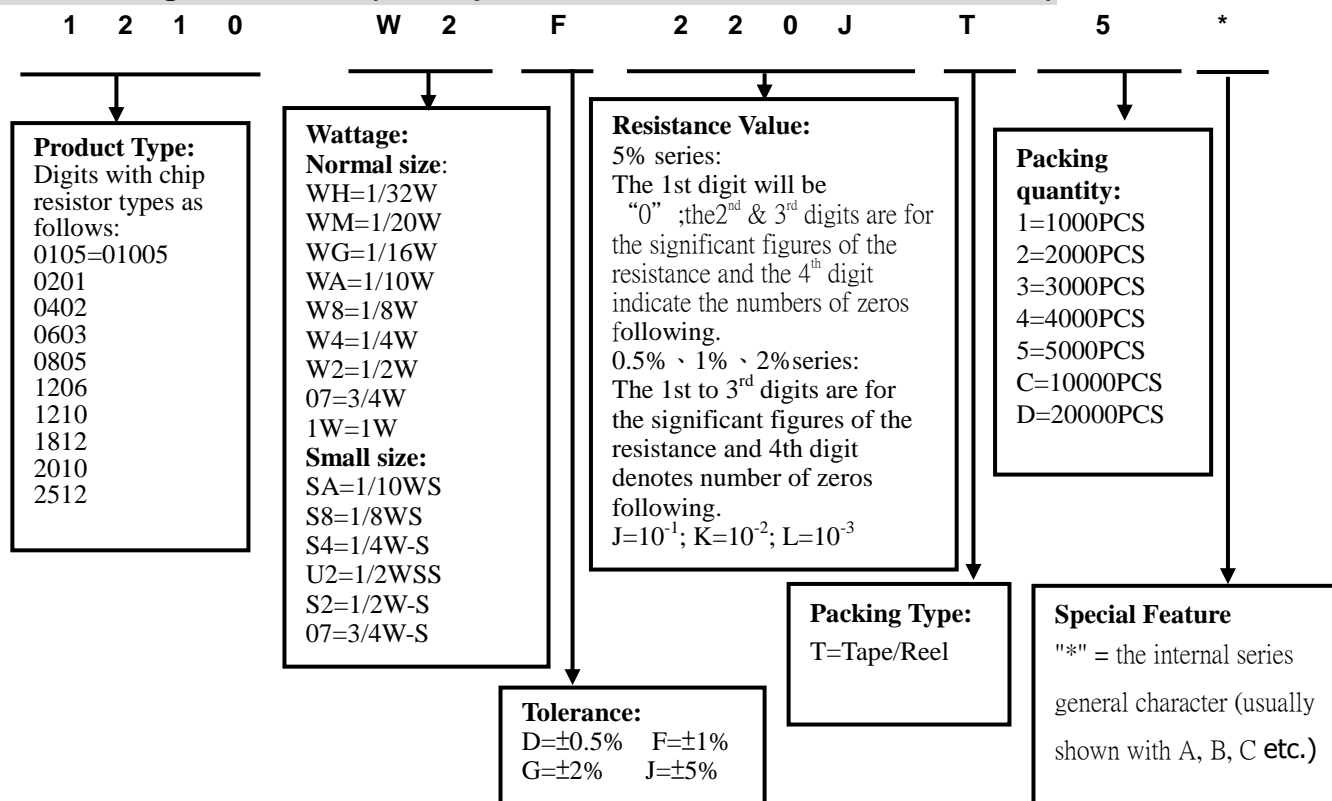 1 2 1 0 W 2 F 2 2 0 J T 5 *
Product Type:
Digits with chip
resistor types as
follows:
0105=01005
0201
0402
0603
0805
1206
1210
1812
2010
2512
Wattage:
Normal size:
WH=1/32W
WM=1/20W
WG=1/16W
WA=1/10W
W8=1/8W
W4=1/4W
W2=1/2W
07=3/4W
1W=1W
Small size:
SA=1/10WS
S8=1/8WS
S4=1/4W-S
U2=1/2WSS
S2=1/2W-S
07=3/4W-S
Tolerance:
D=±0.5% F=±1%
G=±2% J=±5%
Resistance Value:
5% series:
The 1st digit will be
“0” ;the2nd & 3rd digits are for
the significant figures of the
resistance and the 4th digit
indicate the numbers of zeros
following.
0.5%、1%、2%series:
The 1st to 3rd digits are for
the significant figures of the
resistance and 4th digit
denotes number of zeros
following.
J=10-1; K=10-2; L=10-3
Packing Type:
T=Tape/Reel
Packing
quantity:
1=1000PCS
2=2000PCS
3=3000PCS
4=4000PCS
5=5000PCS
C=10000PCS
D=20000PCS
Special Feature
"*" = the internal series
general character (usually
shown with A, B, C etc.)